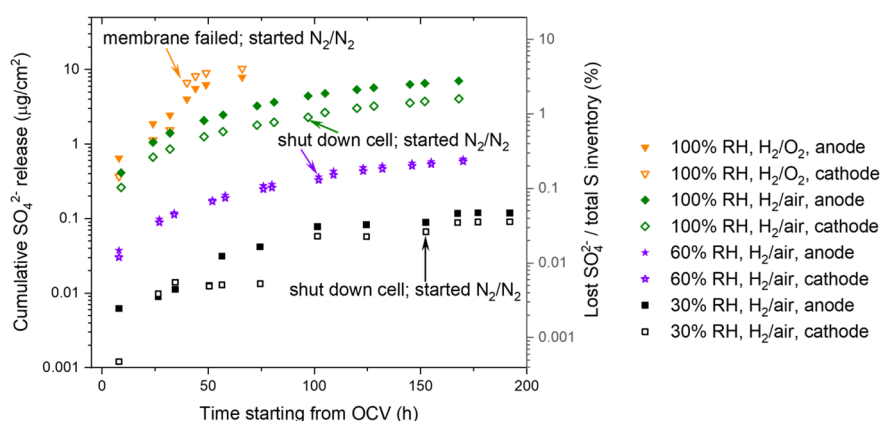 membrane failed; started N₂/N₂
shut down cell; started N₂/N₂
shut down cell; started N₂/N₂
Cumulative SO₄²⁻ release (µg/cm²)
10
1
0.1
0.01
0.001
0 50 100 150 200
Time starting from OCV (h)
10
1
0.1
0.01
0.001
Lost SO₄²⁻ / total S inventory (%)
100% RH, H₂/O₂, anode
100% RH, H₂/O₂, cathode
100% RH, H₂/air, anode
100% RH, H₂/air, cathode
60% RH, H₂/air, anode
60% RH, H₂/air, cathode
30% RH, H₂/air, anode
30% RH, H₂/air, cathode